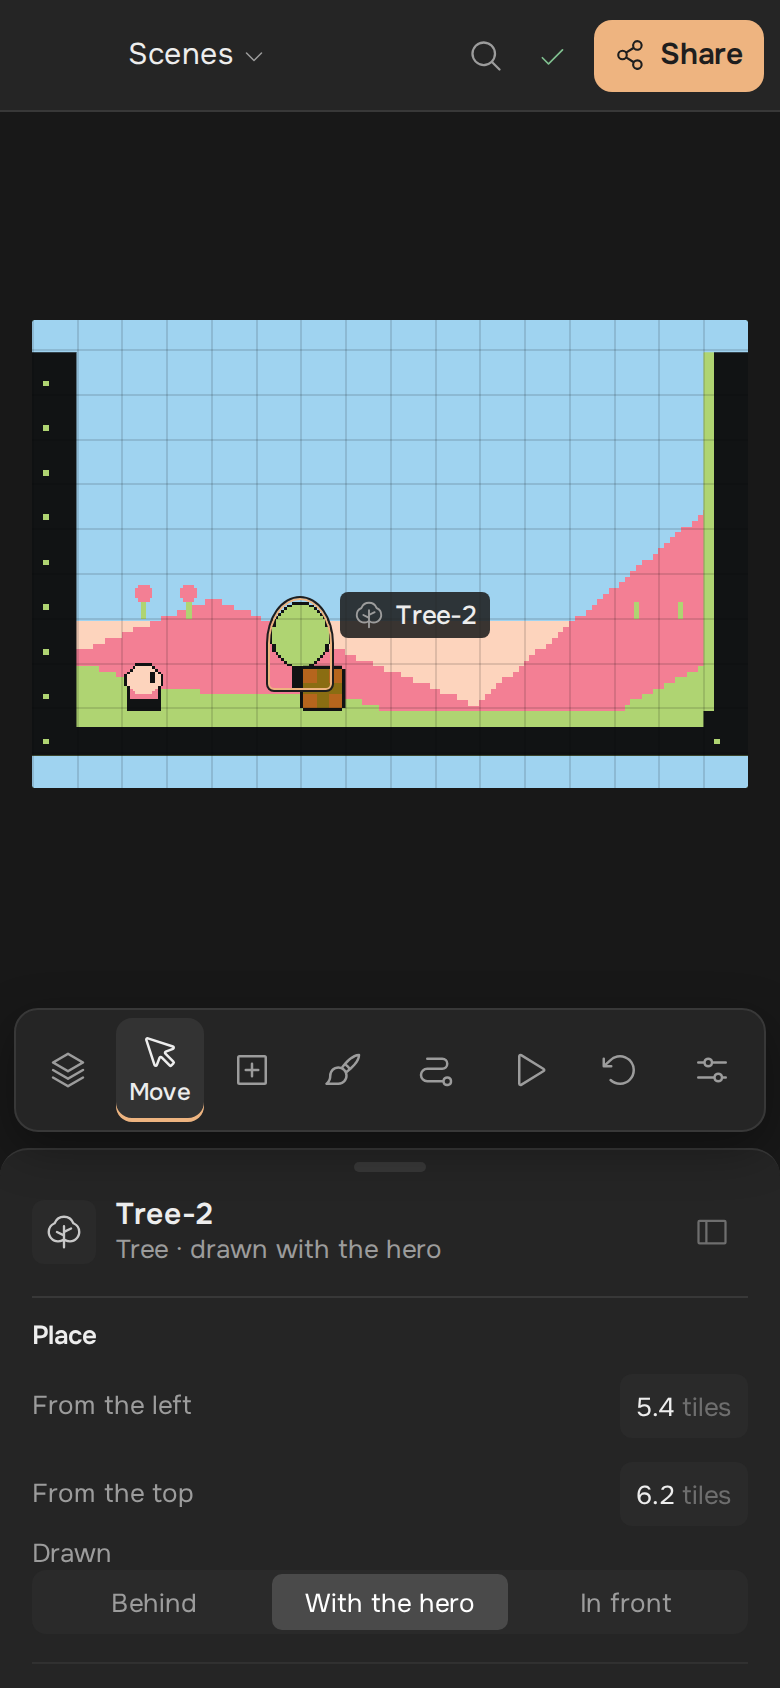 Scenes
Share
Tree-2
Move
Tree-2
Tree · drawn with the hero
Place
From the left
5.4 tiles
From the top
6.2 tiles
Drawn
Behind
With the hero
In front